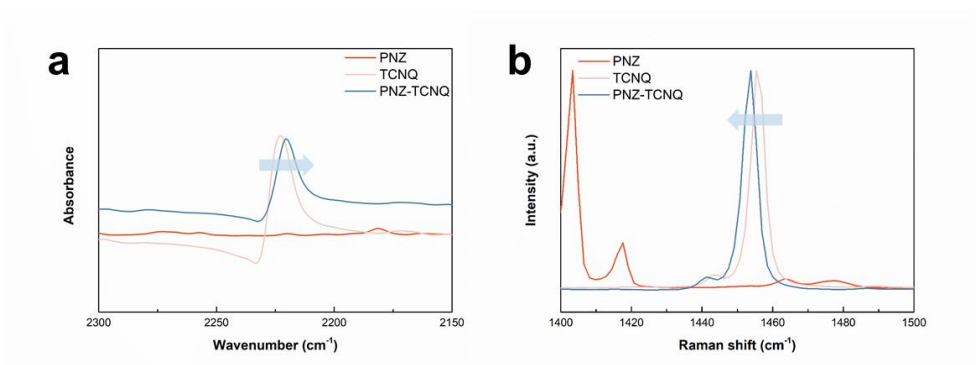 a
PNZ
TCNQ
PNZ-TCNQ
Absorbance
2300
2250
2200
2150
Wavenumber (cm⁻¹)
b
PNZ
TCNQ
PNZ-TCNQ
Intensity (a.u.)
1400
1420
1440
1460
1480
1500
Raman shift (cm⁻¹)